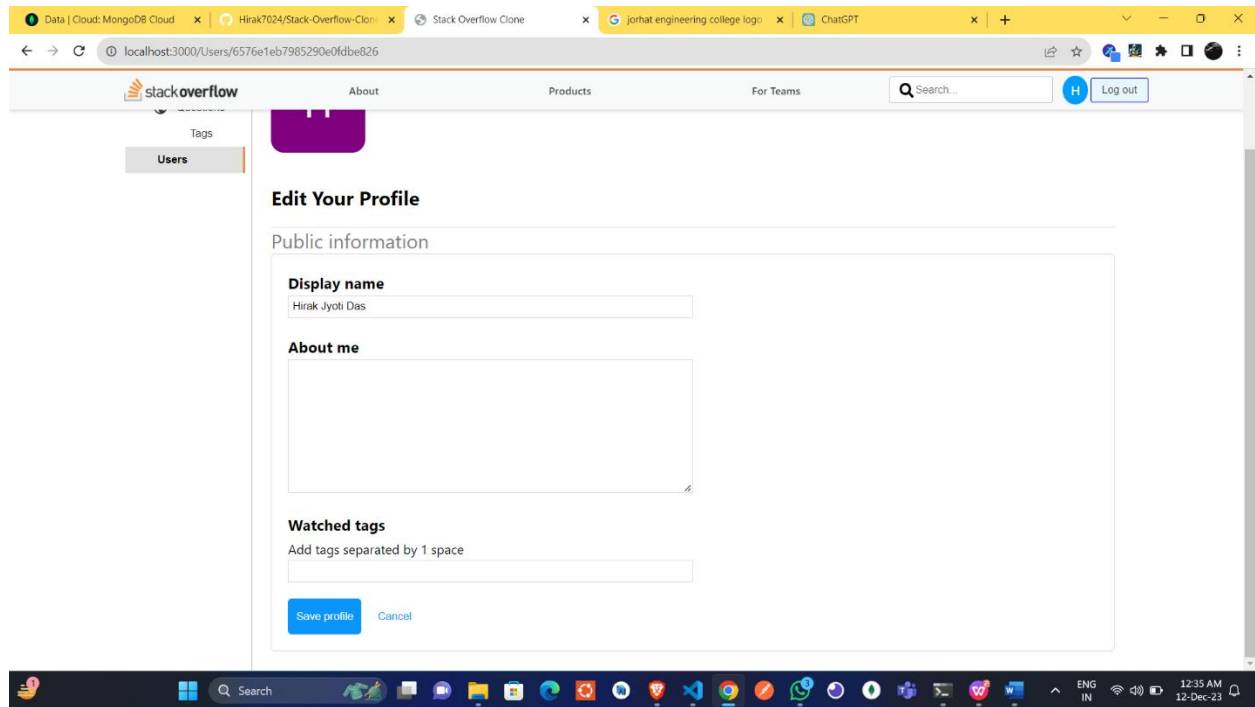 Data | Cloud: MongoDB Cloud Hirak7024/Stack-Overflow-Clon Stack Overflow Clone jorhat engineering college logo ChatGPT
localhost:3000/Users/6576e1eb7985290e0fdbe826
stackoverflow About Products For Teams Search... H Log out
Questions
Tags
Users
Edit Your Profile
Public information
Display name
Hirak Jyoti Das
About me
Watched tags
Add tags separated by 1 space
Save profile Cancel
1 Search 3 ENG 12:35 AM
IN 12-Dec-23